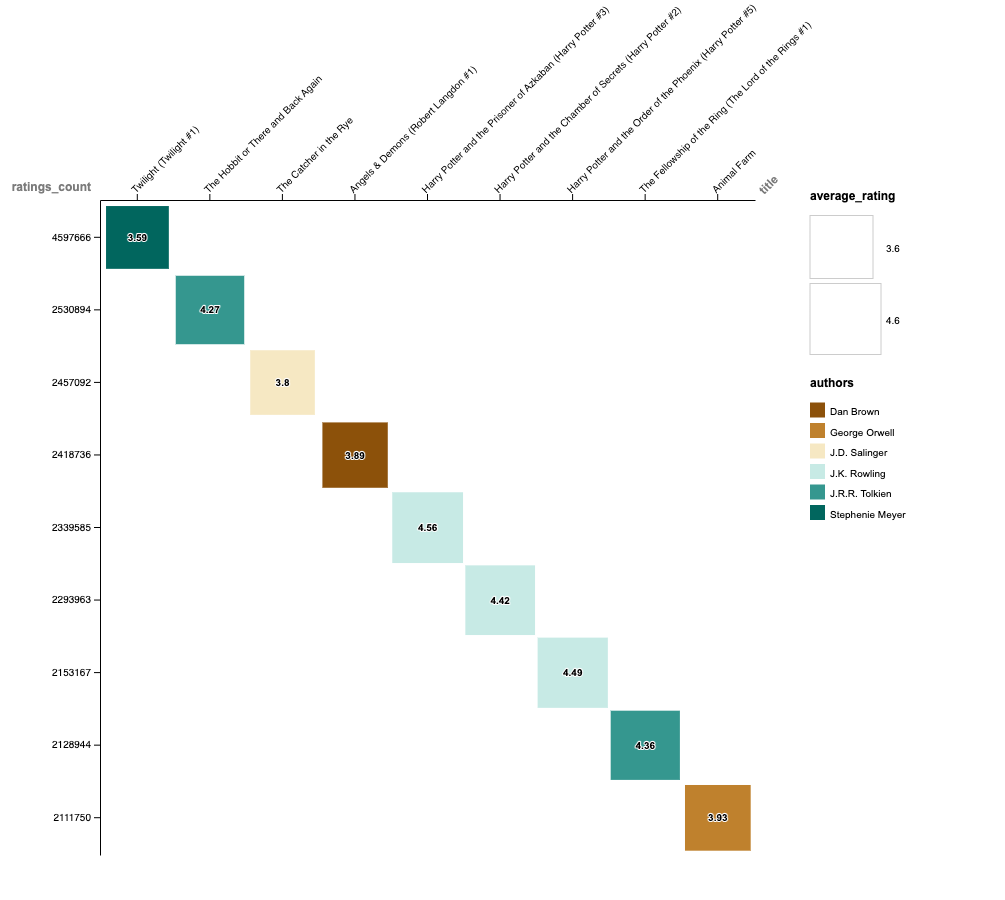 Twilight (Twilight #1)
The Hobbit or There and Back Again
The Catcher in the Rye
Angels & Demons (Robert Langdon #1)
Harry Potter and the Prisoner of Azkaban (Harry Potter #3)
Harry Potter and the Chamber of Secrets (Harry Potter #2)
Harry Potter and the Order of the Phoenix (Harry Potter #5)
The Fellowship of the Ring (The Lord of the Rings #1)
Animal Farm
title
ratings_count
4597666
3.59
2530894
4.27
2457092
3.8
2418736
3.89
2339585
4.56
2293963
4.42
2153167
4.49
2128944
4.36
2111750
3.93
average_rating
3.6
4.6
authors
Dan Brown
George Orwell
J.D. Salinger
J.K. Rowling
J.R.R. Tolkien
Stephenie Meyer